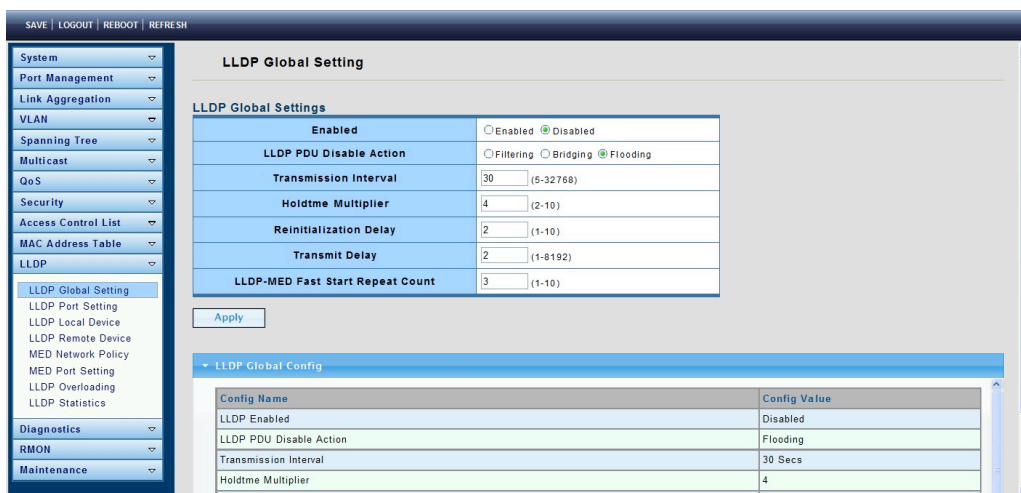 SAVE | LOGOUT | REBOOT | REFRESH
System
Port Management
Link Aggregation
VLAN
Spanning Tree
Multicast
QoS
Security
Access Control List
MAC Address Table
LLDP
LLDP Global Setting
LLDP Port Setting
LLDP Local Device
LLDP Remote Device
MED Network Policy
MED Port Setting
LLDP Overloading
LLDP Statistics
Diagnostics
RMON
Maintenance
LLDP Global Setting
LLDP Global Settings
Enabled Enabled Disabled
LLDP PDU Disable Action Filtering Bridging Flooding
Transmission Interval 30 (5-32768)
Holdtme Multiplier 4 (2-10)
Reinitialization Delay 2 (1-10)
Transmit Delay 2 (1-8192)
LLDP-MED Fast Start Repeat Count 3 (1-10)
Apply
LLDP Global Config
Config Name Config Value
LLDP Enabled Disabled
LLDP PDU Disable Action Flooding
Transmission Interval 30 Secs
Holdtme Multiplier 4